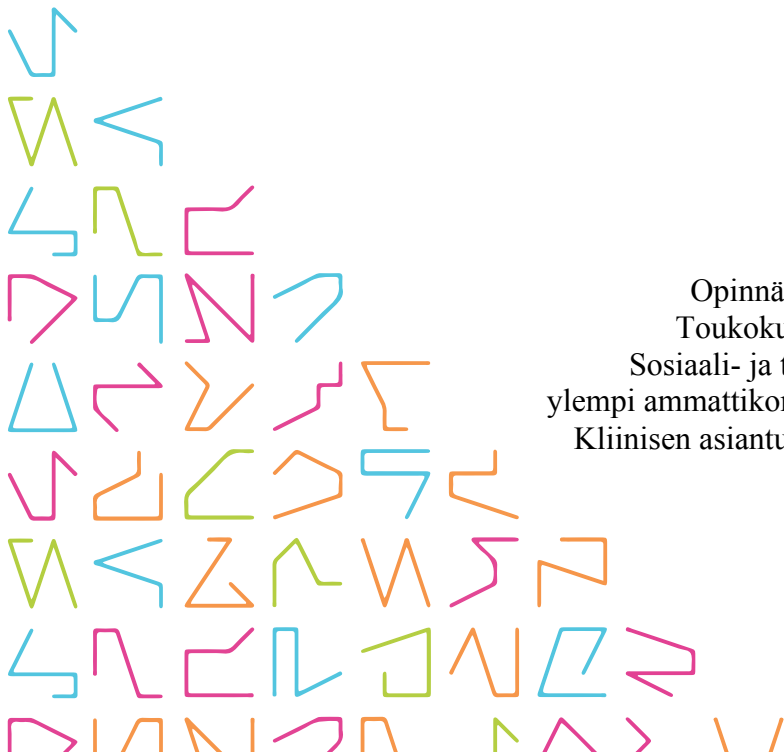 Opinnä
Toukoku
Sosiaali- ja t
ylempi ammattikor
Kliinisen asiantu